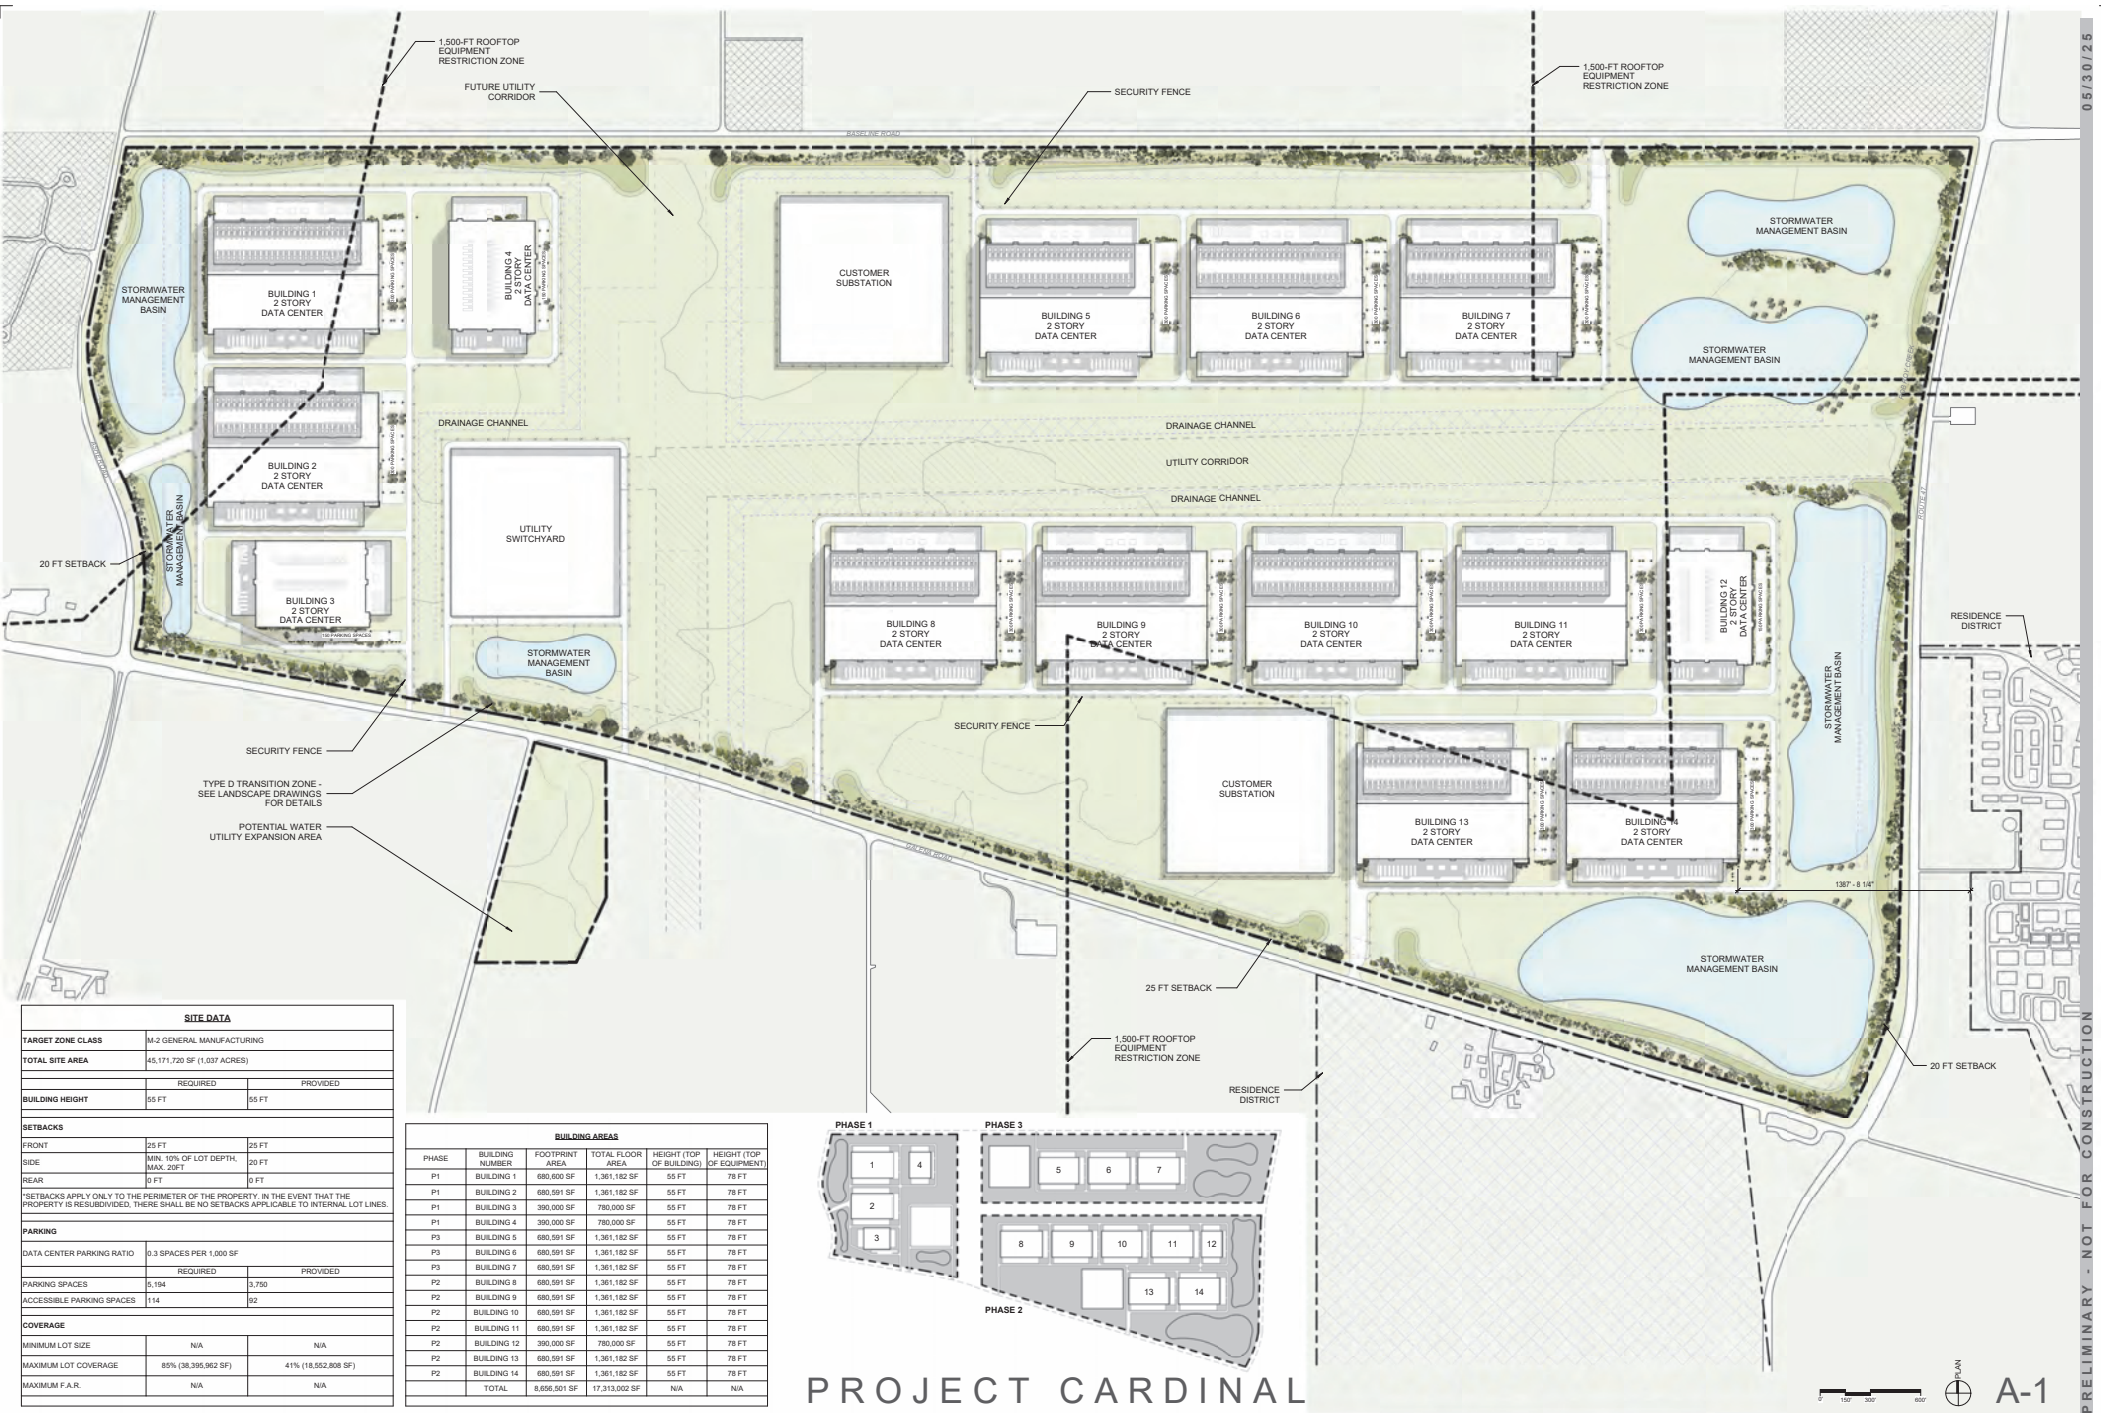 1,500-FT ROOFTOP
EQUIPMENT
RESTRICTION ZONE
FUTURE UTILITY
CORRIDOR
SECURITY FENCE
1,500-FT ROOFTOP
EQUIPMENT
RESTRICTION ZONE
05/30/25
BASELINE ROAD
STORMWATER
MANAGEMENT
BASIN
BUILDING 1
2 STORY
DATA CENTER
BUILDING 4
2 STORY
DATA CENTER
CUSTOMER
SUBSTATION
BUILDING 5
2 STORY
DATA CENTER
BUILDING 6
2 STORY
DATA CENTER
BUILDING 7
2 STORY
DATA CENTER
STORMWATER
MANAGEMENT BASIN
STORMWATER
MANAGEMENT BASIN
DRAINAGE CHANNEL
DRAINAGE CHANNEL
UTILITY CORRIDOR
DRAINAGE CHANNEL
BUILDING 2
2 STORY
DATA CENTER
UTILITY
SWITCHYARD
ROUTE 47
20 FT SETBACK
STORMWATER
MANAGEMENT BASIN
BUILDING 3
2 STORY
DATA CENTER
100 PARKING SPACES
STORMWATER
MANAGEMENT
BASIN
BUILDING 8
2 STORY
DATA CENTER
BUILDING 9
2 STORY
DATA CENTER
BUILDING 10
2 STORY
DATA CENTER
BUILDING 11
2 STORY
DATA CENTER
BUILDING 12
2 STORY
DATA CENTER
STORMWATER
MANAGEMENT BASIN
RESIDENCE
DISTRICT
SECURITY FENCE
SECURITY FENCE
TYPE D TRANSITION ZONE -
SEE LANDSCAPE DRAWINGS
FOR DETAILS
POTENTIAL WATER
UTILITY EXPANSION AREA
CUSTOMER
SUBSTATION
BUILDING 13
2 STORY
DATA CENTER
BUILDING 14
2 STORY
DATA CENTER
GALENA ROAD
1387' - 8 1/4"
STORMWATER
MANAGEMENT BASIN
25 FT SETBACK
1,500-FT ROOFTOP
EQUIPMENT
RESTRICTION ZONE
RESIDENCE
DISTRICT
20 FT SETBACK
SITE DATA
TARGET ZONE CLASS M-2 GENERAL MANUFACTURING
TOTAL SITE AREA 45,171,720 SF (1,037 ACRES)
REQUIRED PROVIDED
BUILDING HEIGHT 55 FT 55 FT
SETBACKS
FRONT 25 FT 25 FT
SIDE MIN. 10% OF LOT DEPTH, MAX. 20FT 20 FT
REAR 0 FT 0 FT
*SETBACKS APPLY ONLY TO THE PERIMETER OF THE PROPERTY. IN THE EVENT THAT THE
PROPERTY IS RESUBDIVIDED, THERE SHALL BE NO SETBACKS APPLICABLE TO INTERNAL LOT LINES.
PARKING
DATA CENTER PARKING RATIO 0.3 SPACES PER 1,000 SF
REQUIRED PROVIDED
PARKING SPACES 5,194 3,750
ACCESSIBLE PARKING SPACES 114 92
COVERAGE
MINIMUM LOT SIZE N/A N/A
MAXIMUM LOT COVERAGE 85% (38,395,962 SF) 41% (18,552,808 SF)
MAXIMUM F.A.R. N/A N/A
BUILDING AREAS
PHASE BUILDING NUMBER FOOTPRINT AREA TOTAL FLOOR AREA HEIGHT (TOP OF BUILDING) HEIGHT (TOP OF EQUIPMENT)
P1 BUILDING 1 680,600 SF 1,361,182 SF 55 FT 78 FT
P1 BUILDING 2 680,591 SF 1,361,182 SF 55 FT 78 FT
P1 BUILDING 3 390,000 SF 780,000 SF 55 FT 78 FT
P1 BUILDING 4 390,000 SF 780,000 SF 55 FT 78 FT
P3 BUILDING 5 680,591 SF 1,361,182 SF 55 FT 78 FT
P3 BUILDING 6 680,591 SF 1,361,182 SF 55 FT 78 FT
P3 BUILDING 7 680,591 SF 1,361,182 SF 55 FT 78 FT
P2 BUILDING 8 680,591 SF 1,361,182 SF 55 FT 78 FT
P2 BUILDING 9 680,591 SF 1,361,182 SF 55 FT 78 FT
P2 BUILDING 10 680,591 SF 1,361,182 SF 55 FT 78 FT
P2 BUILDING 11 680,591 SF 1,361,182 SF 55 FT 78 FT
P2 BUILDING 12 390,000 SF 780,000 SF 55 FT 78 FT
P2 BUILDING 13 680,591 SF 1,361,182 SF 55 FT 78 FT
P2 BUILDING 14 680,591 SF 1,361,182 SF 55 FT 78 FT
TOTAL 8,656,501 SF 17,313,002 SF N/A N/A
PHASE 1
PHASE 3
1 4
2
3
5 6 7
8 9 10 11 12
13 14
PHASE 2
PROJECT CARDINAL
0' 150' 300' 600'
PLAN
A-1
PRELIMINARY - NOT FOR CONSTRUCTION